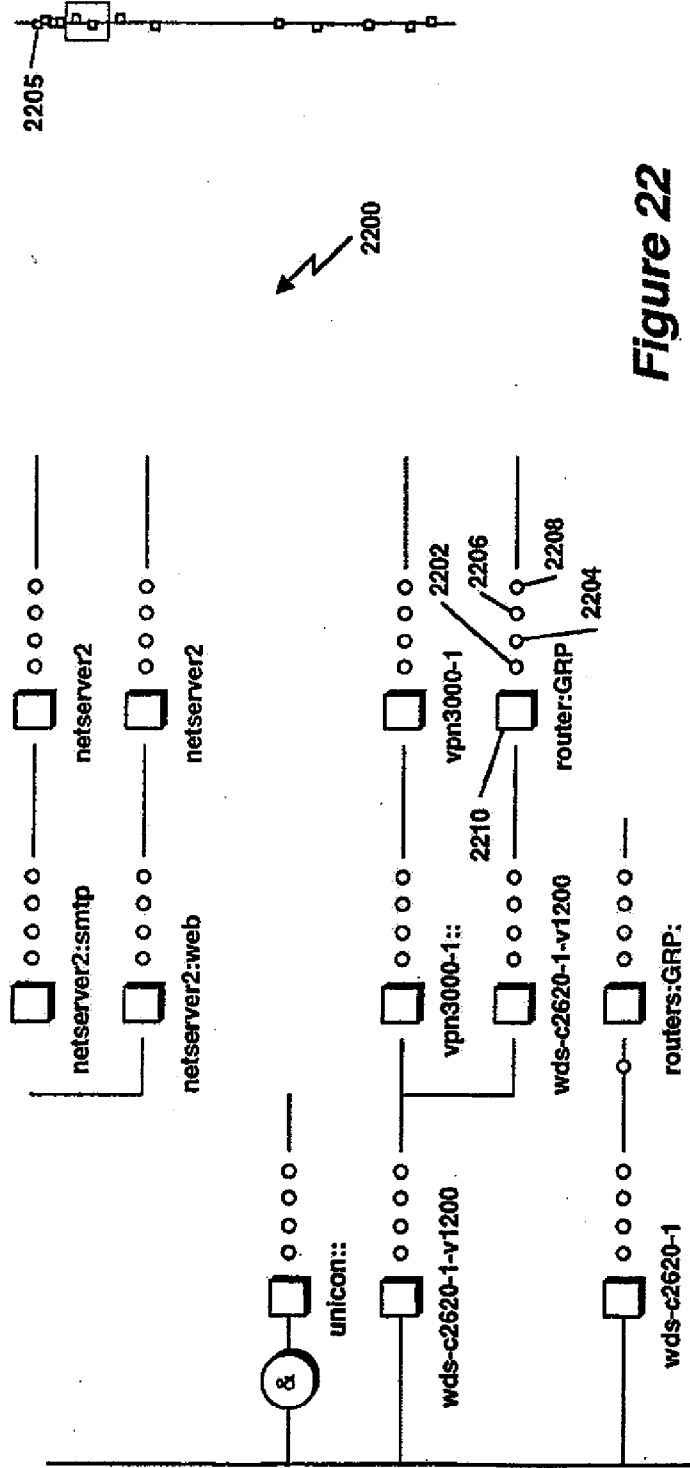 2205
2200
netserver2:smtp
netserver2
netserver2:web
netserver2
&
unicon::
wds-c2620-1-v1200
vpn3000-1::
vpn3000-1
2202
2206
2208
2204
2210
wds-c2620-1-v1200
router:GRP
wds-c2620-1
routers:GRP:
Figure 22